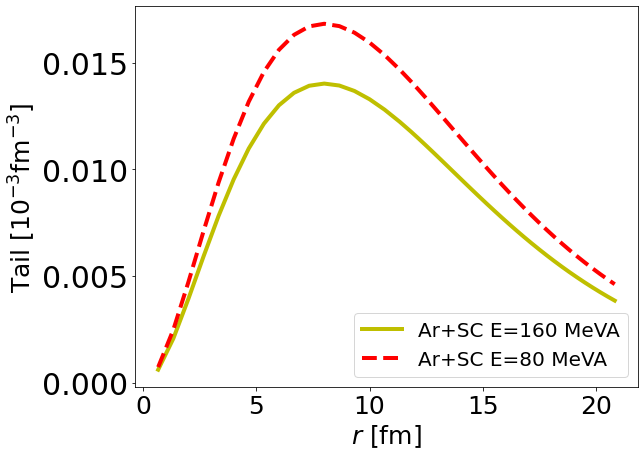 0.015
0.010
0.005
0.000
Tail [10⁻³fm⁻³]
Ar+SC E=160 MeVA
Ar+SC E=80 MeVA
0 5 10 15 20
r [fm]